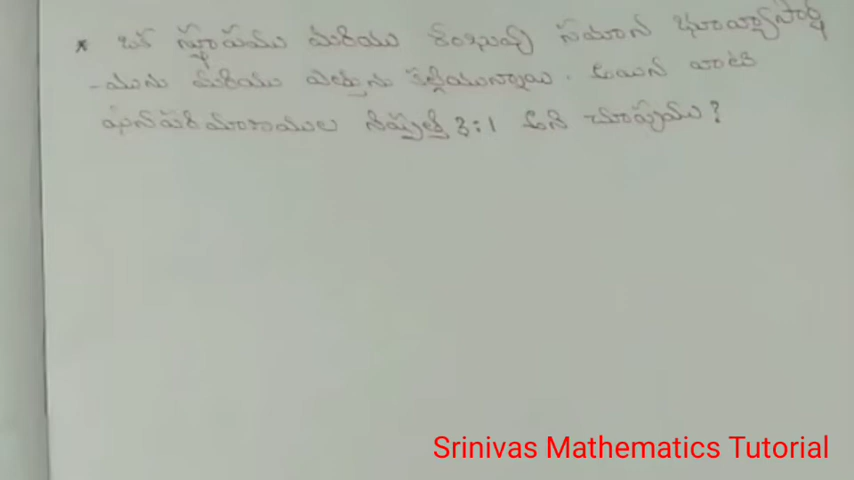 * ఒక స్థూపము మరియు శంఖువు సమాన భూవ్యాసార్థ
-మును మరియు ఎత్తును కల్గియున్నాయి. అయిన వాటి
ఘనపరిమాణముల నిష్పత్తి 3:1 అని చూపుము?
Srinivas Mathematics Tutorial